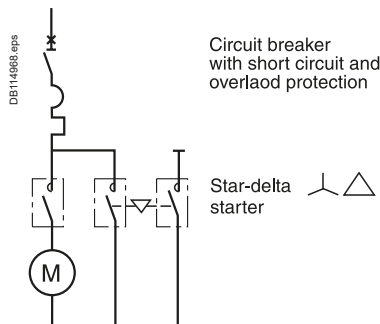 DB114968.eps
Circuit breaker
with short circuit and
overlaod protection
Star-delta
starter
M